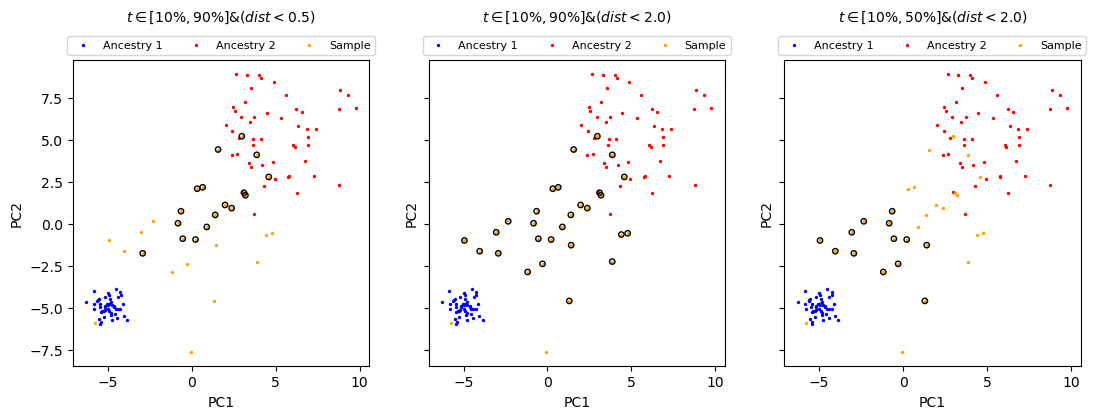 t ∈ [10%, 90%]&(dist < 0.5)
Ancestry 1 Ancestry 2 Sample
7.5
5.0
2.5
0.0
−2.5
−5.0
−7.5
PC2
−5 0 5 10
PC1
t ∈ [10%, 90%]&(dist < 2.0)
Ancestry 1 Ancestry 2 Sample
PC2
−5 0 5 10
PC1
t ∈ [10%, 50%]&(dist < 2.0)
Ancestry 1 Ancestry 2 Sample
PC2
−5 0 5 10
PC1